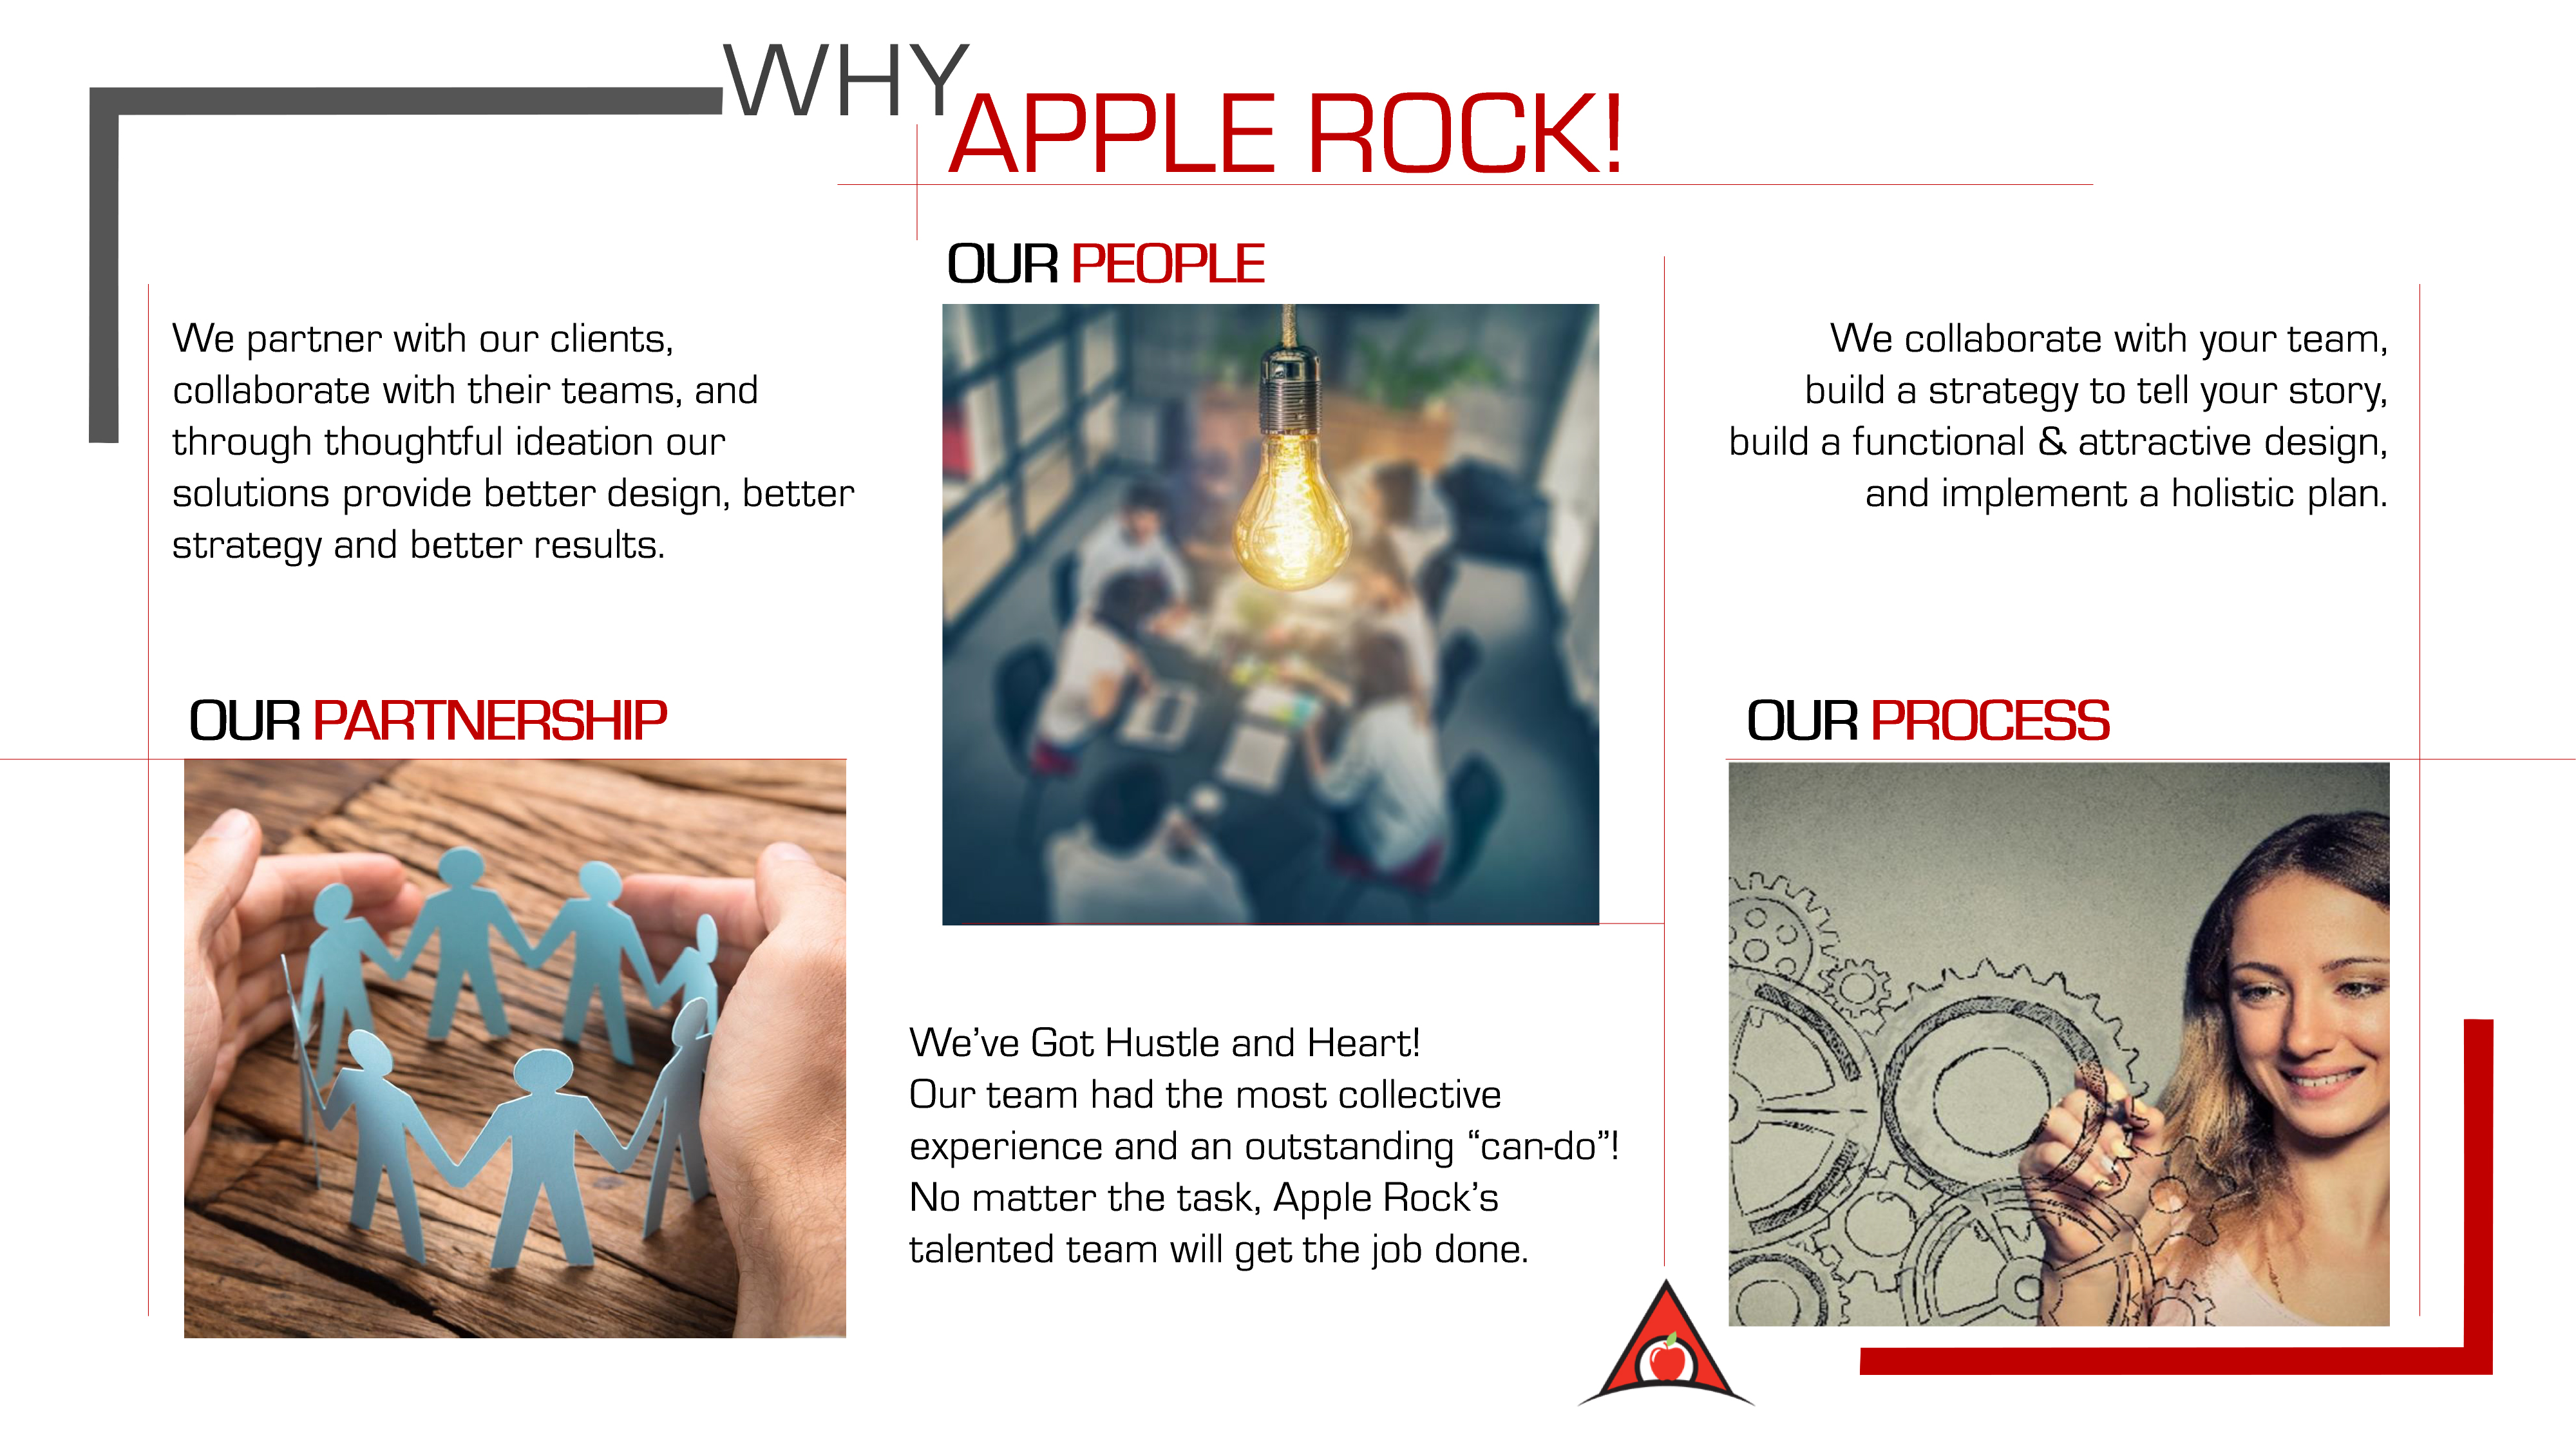 WHY
APPLE ROCK!
We partner with our clients,
collaborate with their teams, and
through thoughtful ideation our
solutions provide better design, better
strategy and better results.
OUR PARTNERSHIP
OUR PEOPLE
We’ve Got Hustle and Heart!
Our team had the most collective
experience and an outstanding “can-do”!
No matter the task, Apple Rock’s
talented team will get the job done.
We collaborate with your team,
build a strategy to tell your story,
build a functional & attractive design,
and implement a holistic plan.
OUR PROCESS